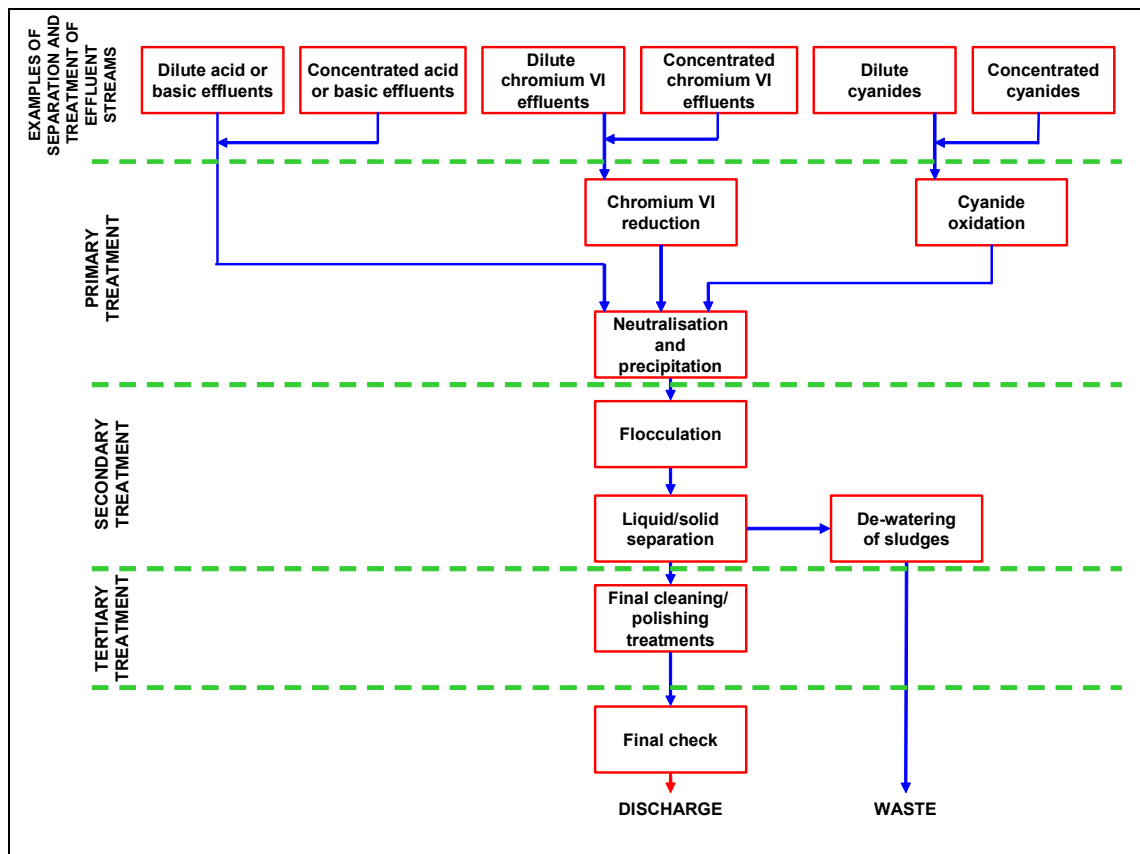 EXAMPLES OF
SEPARATION AND
TREATMENT OF
EFFLUENT
STREAMS
Dilute acid or
basic effluents
Concentrated acid
or basic effluents
Dilute
chromium VI
effluents
Concentrated
chromium VI
effluents
Dilute
cyanides
Concentrated
cyanides
PRIMARY
TREATMENT
Chromium VI
reduction
Cyanide
oxidation
Neutralisation
and
precipitation
SECONDARY
TREATMENT
Flocculation
Liquid/solid
separation
De-watering
of sludges
TERTIARY
TREATMENT
Final cleaning/
polishing
treatments
Final check
DISCHARGE
WASTE